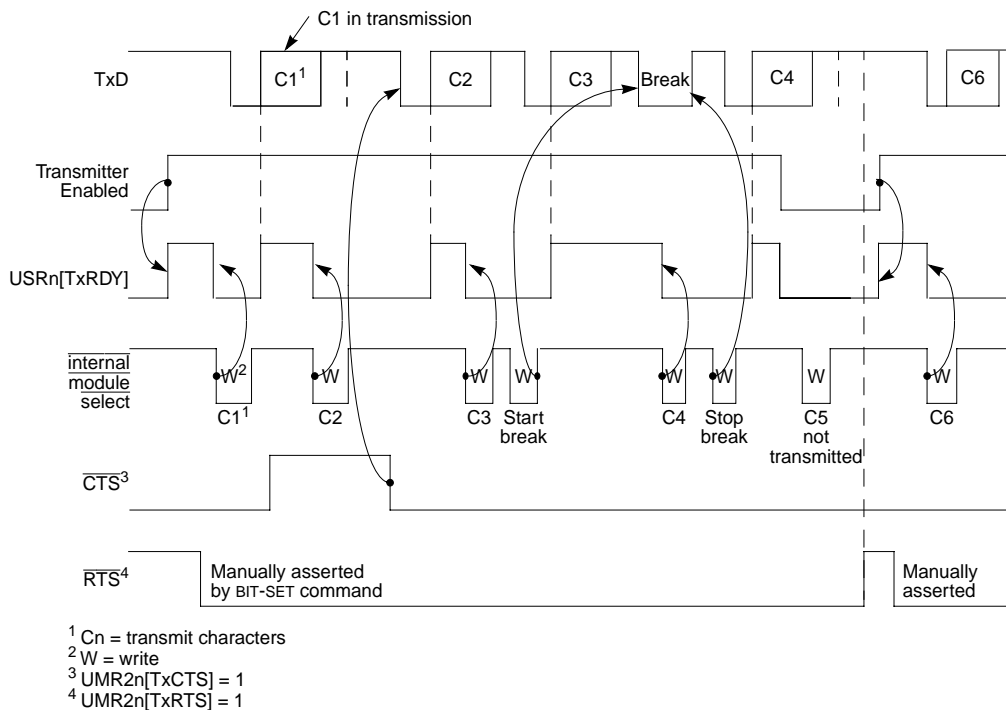 C1 in transmission
TxD
C1¹
C2
C3
Break
C4
C6
Transmitter
Enabled
USRn[TxRDY]
internal
module
select
W²
W
W
W
W
W
W
W
C1¹
C2
C3
Start
break
C4
Stop
break
C5
not
transmitted
C6
CTS³
RTS⁴
Manually asserted
by BIT-SET command
Manually
asserted
¹ Cn = transmit characters
² W = write
³ UMR2n[TxCTS] = 1
⁴ UMR2n[TxRTS] = 1